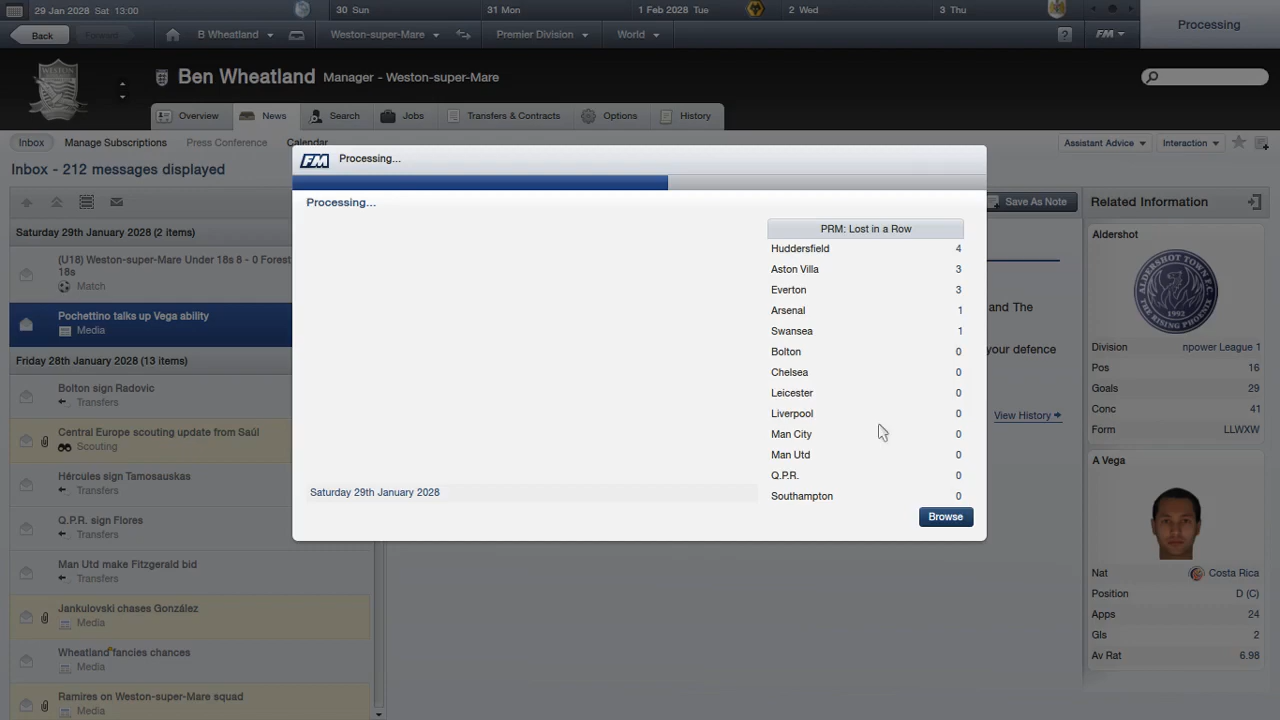 29 Jan 2028 Sat 13:00
30 Sun
31 Mon
1 Feb 2028 Tue
2 Wed
3 Thu
Processing
Back
Forward
B Wheatland
Weston-super-Mare
Premier Division
World
?
FM
WESTON
Ben Wheatland Manager - Weston-super-Mare
Overview
News
Search
Jobs
Transfers & Contracts
Options
History
Inbox
Manage Subscriptions
Press Conference
Calendar
Assistant Advice
Interaction
Inbox - 212 messages displayed
Save As Note
Saturday 29th January 2028 (2 items)
(U18) Weston-super-Mare Under 18s 8 - 0 Forest
18s
Match
Pochettino talks up Vega ability
Media
Friday 28th January 2028 (13 items)
Bolton sign Radovic
Transfers
Central Europe scouting update from Saúl
Scouting
Hércules sign Tamosauskas
Transfers
Q.P.R. sign Flores
Transfers
Man Utd make Fitzgerald bid
Transfers
Jankulovski chases González
Media
Wheatland fancies chances
Media
Ramires on Weston-super-Mare squad
Media
FM Processing...
Processing...
PRM: Lost in a Row
Huddersfield 4
Aston Villa 3
Everton 3
Arsenal 1
Swansea 1
Bolton 0
Chelsea 0
Leicester 0
Liverpool 0
Man City 0
Man Utd 0
Q.P.R. 0
Southampton 0
Saturday 29th January 2028
Browse
and The
your defence
View History
Related Information
Aldershot
ALDERSHOT TOWN F.C.
THE RISING PHOENIX
1992
Division npower League 1
Pos 16
Goals 29
Conc 41
Form LLWXW
A Vega
Nat Costa Rica
Position D (C)
Apps 24
Gls 2
Av Rat 6.98